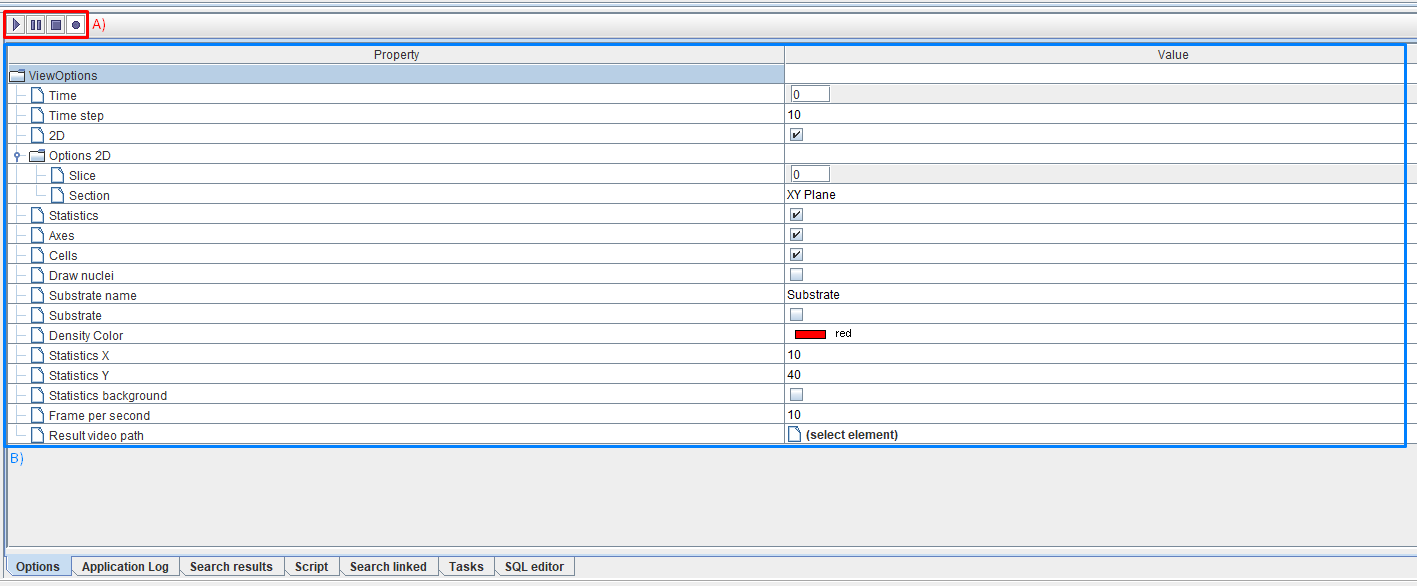 A)
Property Value
ViewOptions
Time 0
Time step 10
2D
Options 2D
Slice 0
Section XY Plane
Statistics
Axes
Cells
Draw nuclei
Substrate name Substrate
Substrate
Density Color red
Statistics X 10
Statistics Y 40
Statistics background
Frame per second 10
Result video path (select element)
B)
Options Application Log Search results Script Search linked Tasks SQL editor